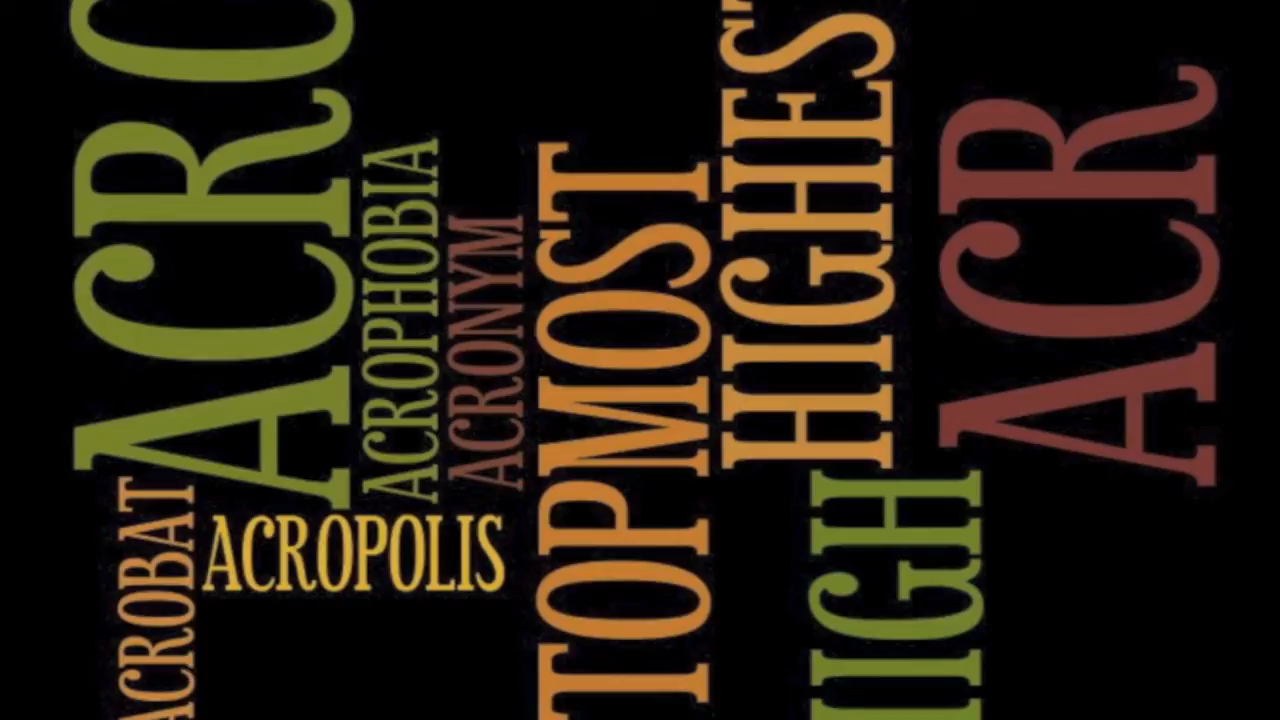 ACRO
ACROPHOBIA
ACRONYM
TOPMOST
HIGHEST
ACR
ACROBAT
ACROPOLIS
HIGH